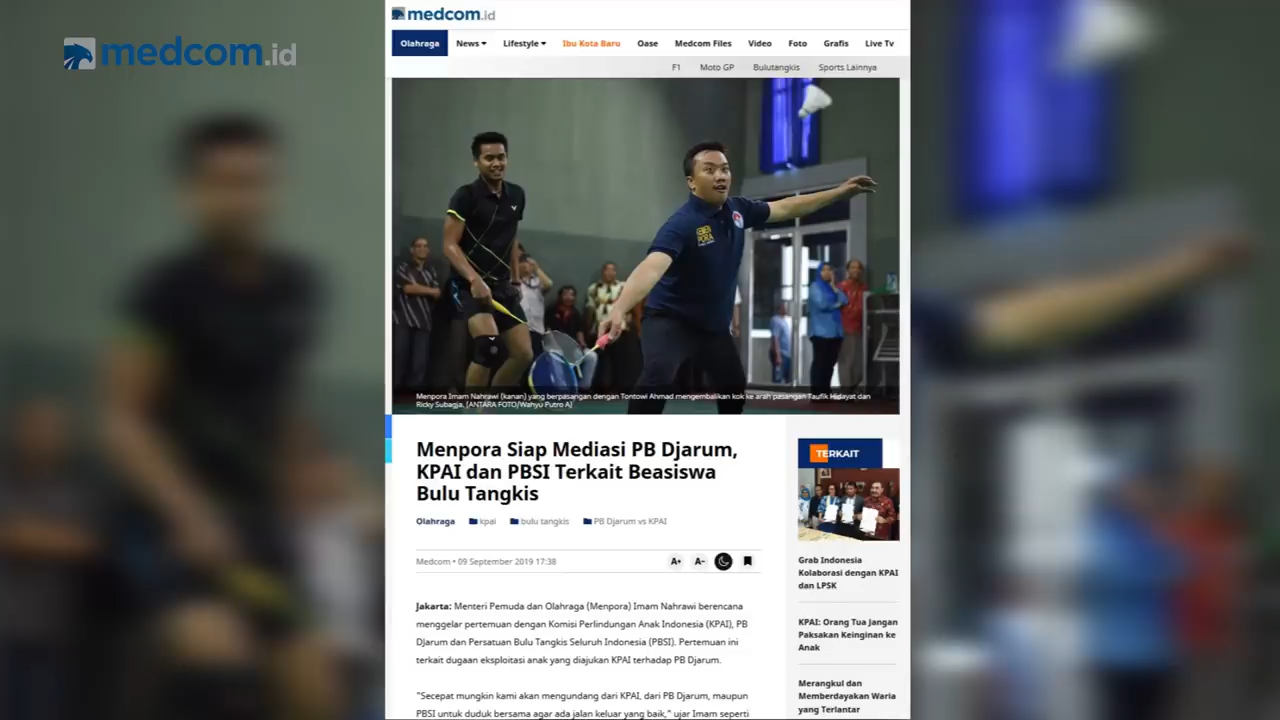 medcom.id
medcom.id
Olahraga News Lifestyle Ibu Kota Baru Oase Medcom Files Video Foto Grafis Live Tv
F1 Moto GP Bulutangkis Sports Lainnya
KEMEN
PORA
Menpora Imam Nahrawi (kanan) yang berpasangan dengan Tontowi Ahmad mengembalikan kok ke arah pasangan Taufik Hidayat dan
Ricky Subagja. [ANTARA FOTO/Wahyu Putro A]
Menpora Siap Mediasi PB Djarum,
KPAI dan PBSI Terkait Beasiswa
Bulu Tangkis
Olahraga kpai bulu tangkis PB Djarum vs KPAI
Medcom • 09 September 2019 17:38
A+ A-
Jakarta: Menteri Pemuda dan Olahraga (Menpora) Imam Nahrawi berencana
menggelar pertemuan dengan Komisi Perlindungan Anak Indonesia (KPAI), PB
Djarum dan Persatuan Bulu Tangkis Seluruh Indonesia (PBSI). Pertemuan ini
terkait dugaan eksploitasi anak yang diajukan KPAI terhadap PB Djarum.
"Secepat mungkin kami akan mengundang dari KPAI, dari PB Djarum, maupun
PBSI untuk duduk bersama agar ada jalan keluar yang baik," ujar Imam seperti
TERKAIT
Grab Indonesia
Kolaborasi dengan KPAI
dan LPSK
KPAI: Orang Tua Jangan
Paksakan Keinginan ke
Anak
Merangkul dan
Memberdayakan Waria
yang Terlantar